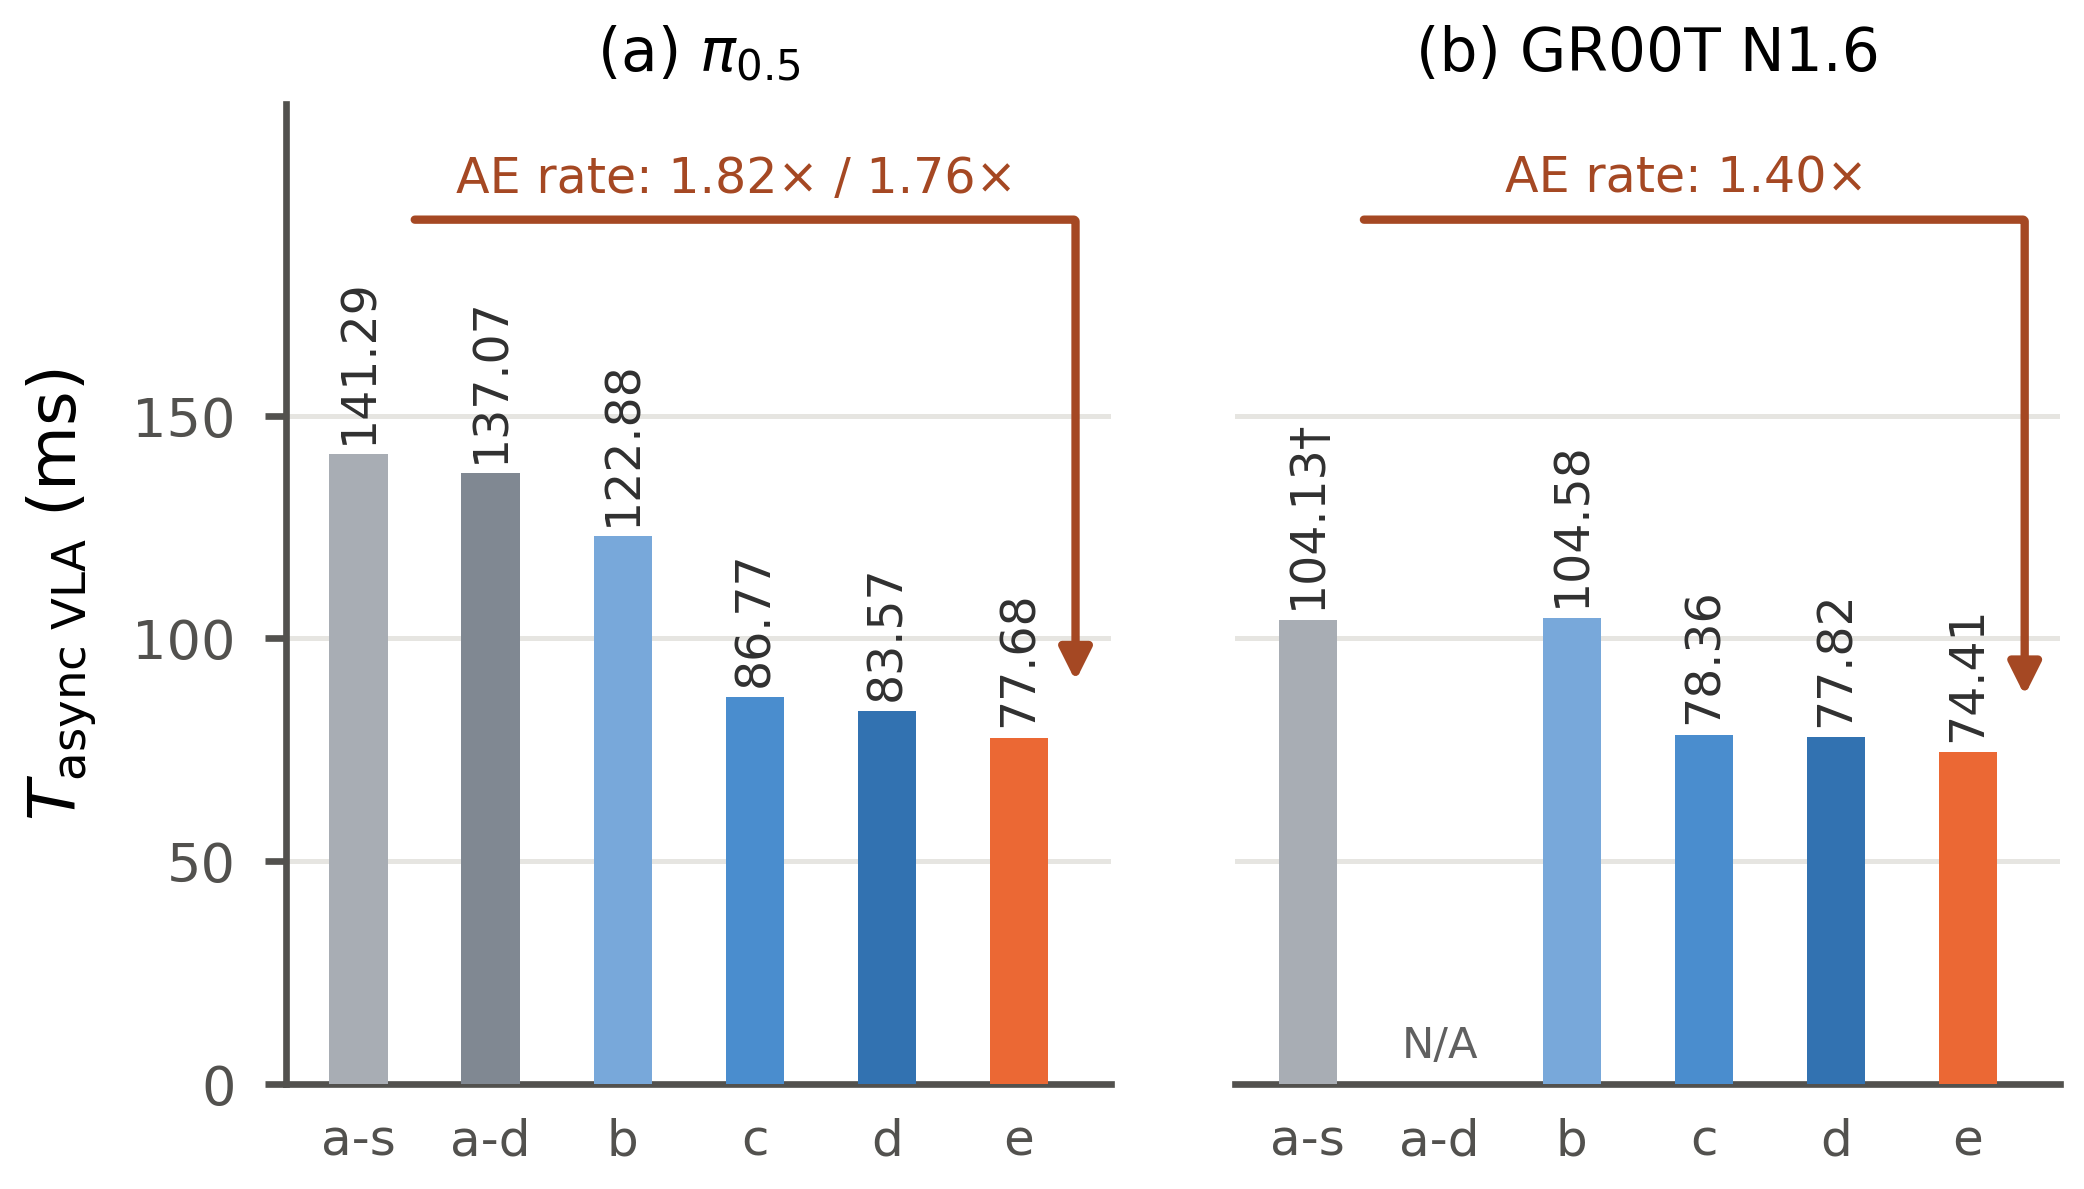 (a) π0.5
AE rate: 1.82× / 1.76×
T async VLA (ms)
150
100
50
0
141.29
137.07
122.88
86.77
83.57
77.68
a-s
a-d
b
c
d
e
(b) GR00T N1.6
AE rate: 1.40×
104.13†
N/A
104.58
78.36
77.82
74.41
a-s
a-d
b
c
d
e